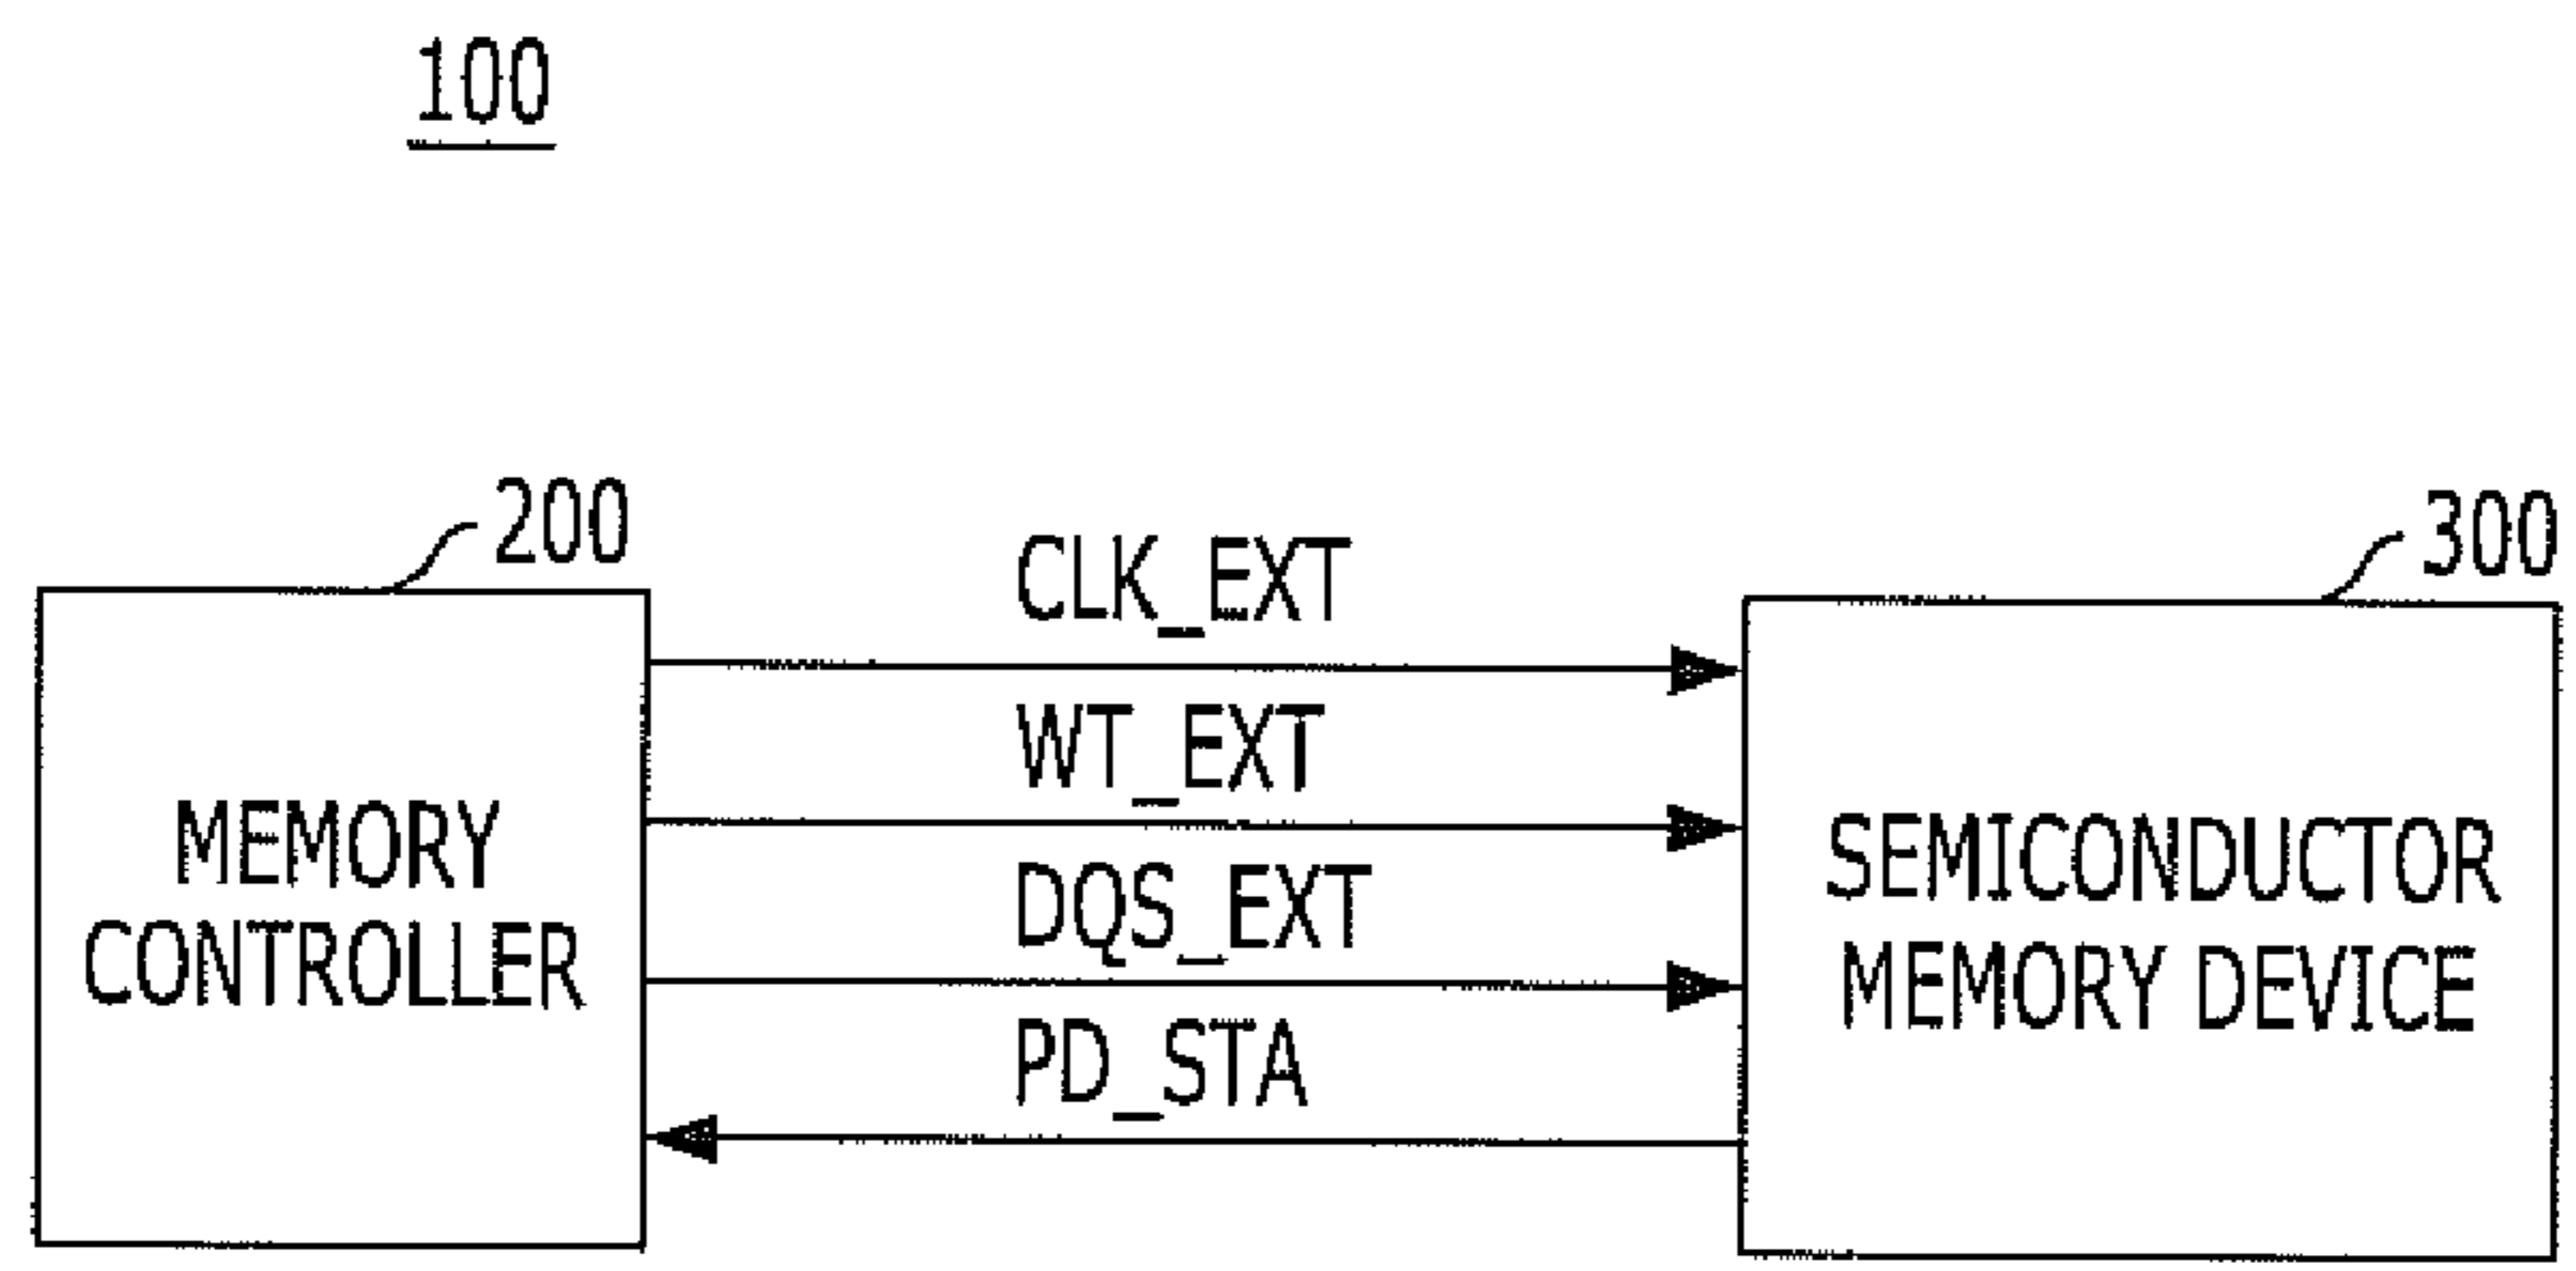 100
200
300
CLK_EXT
WT_EXT
DQS_EXT
PD_STA
MEMORY
CONTROLLER
SEMICONDUCTOR
MEMORY DEVICE